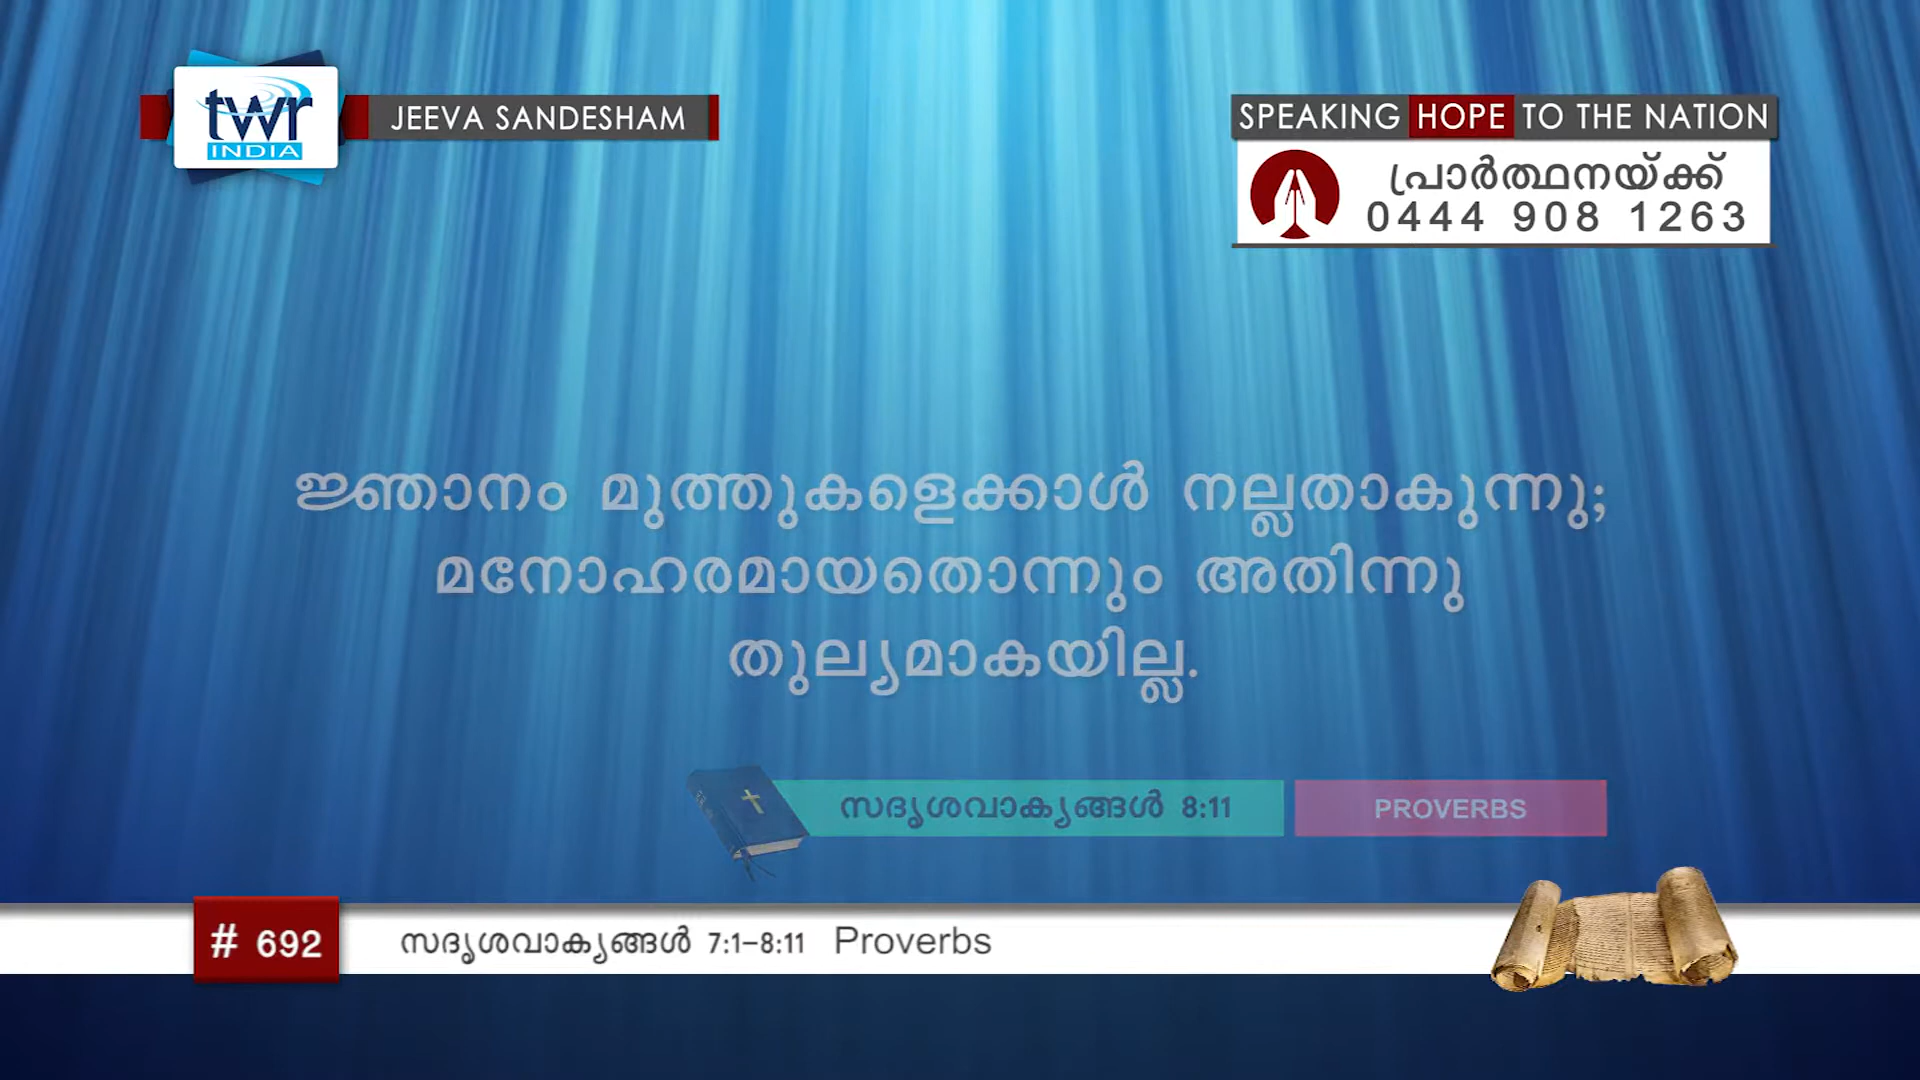 twr
INDIA
JEEVA SANDESHAM
SPEAKING HOPE TO THE NATION
പ്രാർത്ഥനയ്ക്ക്
0444 908 1263
ജ്ഞാനം മുത്തുകളെക്കാൾ നല്ലതാകുന്നു;
മനോഹരമായതൊന്നും അതിന്നു
തുല്യമാകയില്ല.
സദൃശവാക്യങ്ങൾ 8:11 PROVERBS
# 692 സദൃശവാക്യങ്ങൾ 7:1-8:11 Proverbs